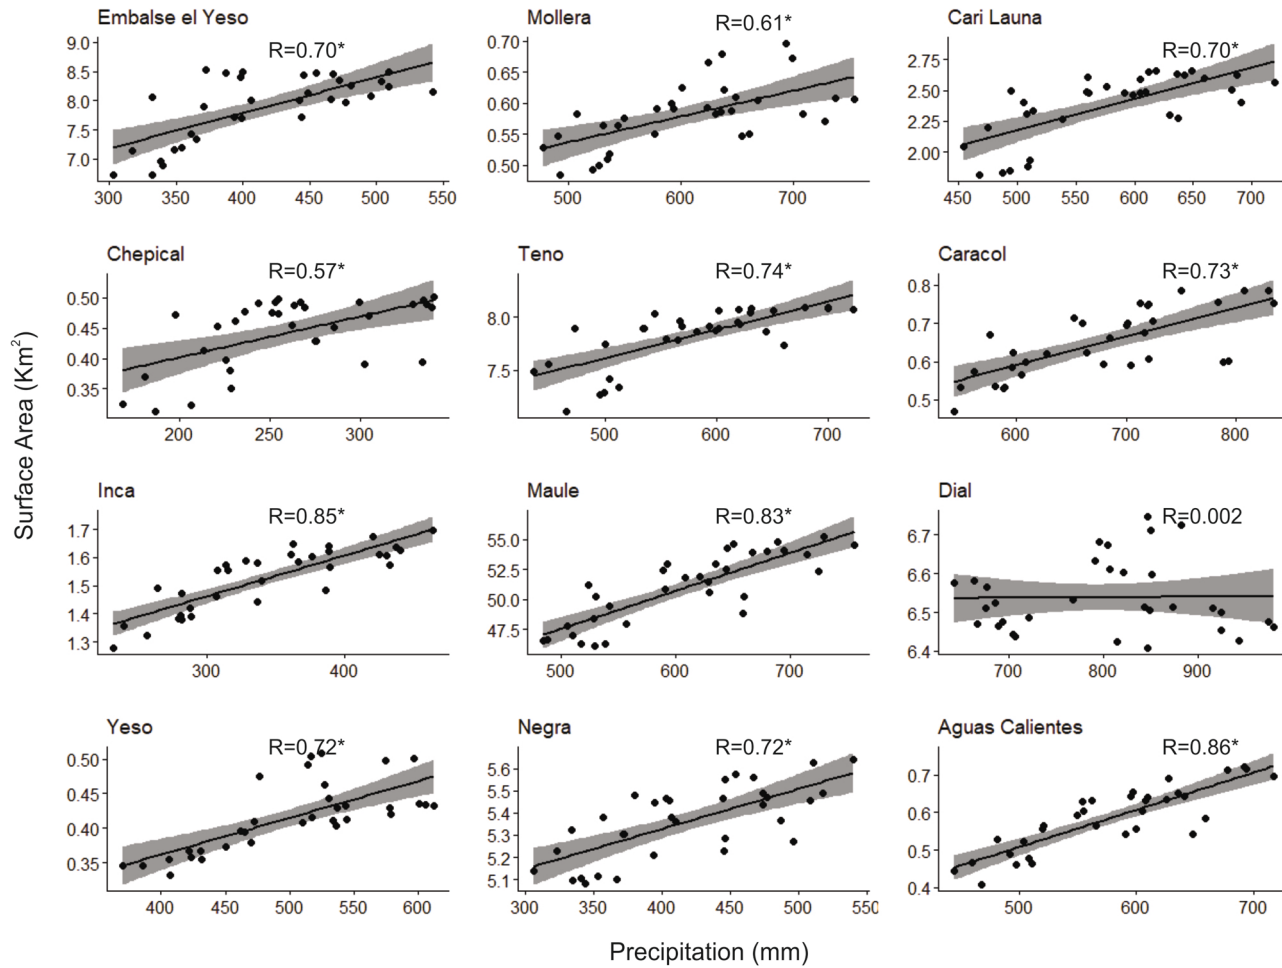 Embalse el Yeso
R=0.70*
9.0
8.5
8.0
7.5
7.0
300 350 400 450 500 550
Mollera
R=0.61*
0.70
0.65
0.60
0.55
0.50
500 600 700
Cari Launa
R=0.70*
2.75
2.50
2.25
2.00
450 500 550 600 650 700
Chepical
R=0.57*
0.50
0.45
0.40
0.35
200 250 300
Teno
R=0.74*
8.0
7.5
500 600 700
Caracol
R=0.73*
0.8
0.7
0.6
0.5
600 700 800
Surface Area (Km²)
Inca
R=0.85*
1.7
1.6
1.5
1.4
1.3
300 400
Maule
R=0.83*
55.0
52.5
50.0
47.5
500 600 700
Dial
R=0.002
6.7
6.6
6.5
6.4
700 800 900
Yeso
R=0.72*
0.50
0.45
0.40
0.35
400 450 500 550 600
Negra
R=0.72*
5.6
5.5
5.4
5.3
5.2
5.1
300 350 400 450 500 550
Aguas Calientes
R=0.86*
0.7
0.6
0.5
0.4
500 600 700
Precipitation (mm)